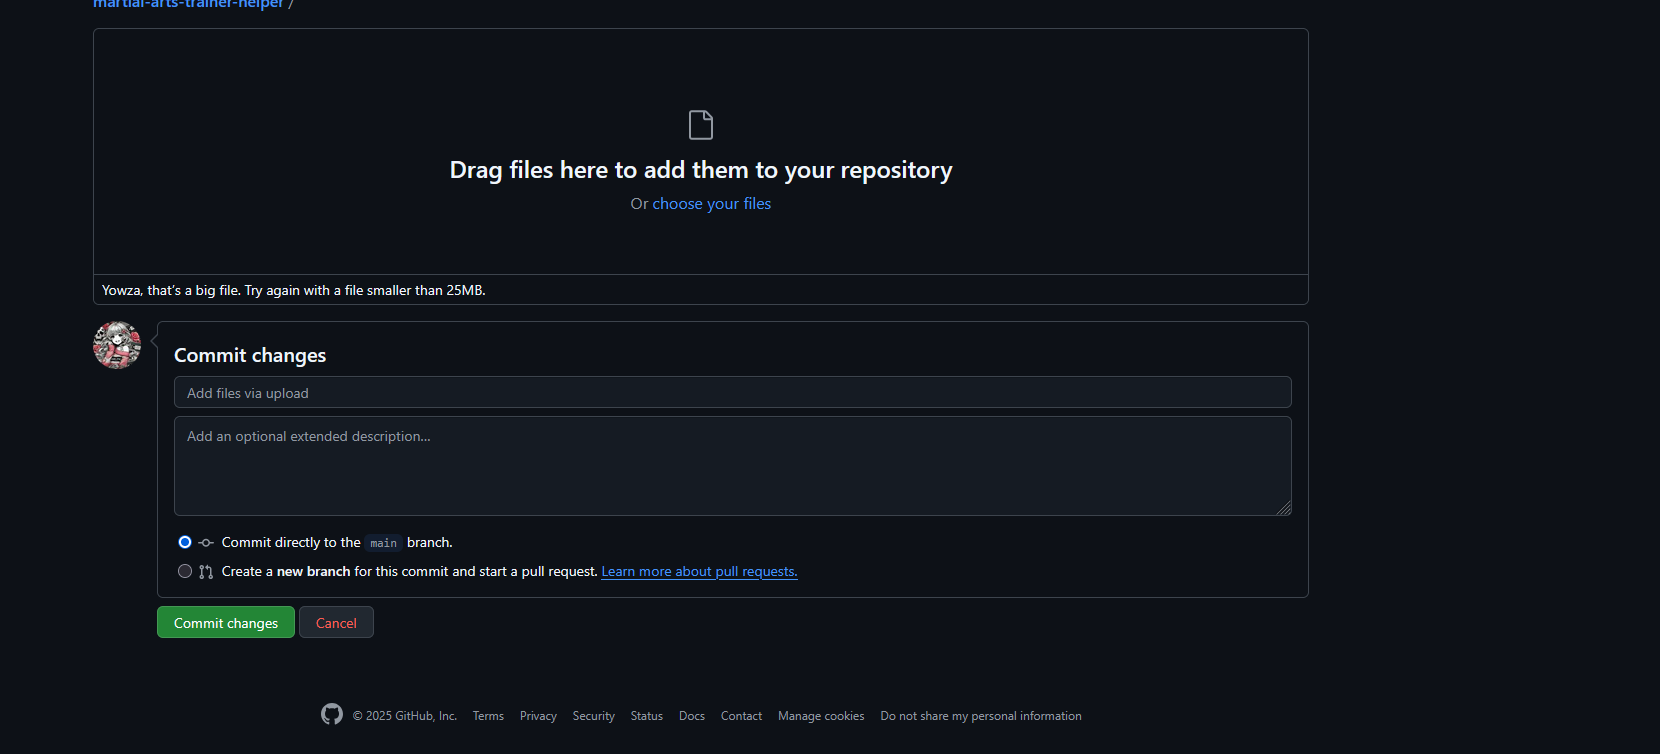 martial-arts-trainer-helper /
Drag files here to add them to your repository
Or choose your files
Yowza, that’s a big file. Try again with a file smaller than 25MB.
Commit changes
Add files via upload
Add an optional extended description...
Commit directly to the main branch.
Create a new branch for this commit and start a pull request. Learn more about pull requests.
Commit changes Cancel
© 2025 GitHub, Inc. Terms Privacy Security Status Docs Contact Manage cookies Do not share my personal information